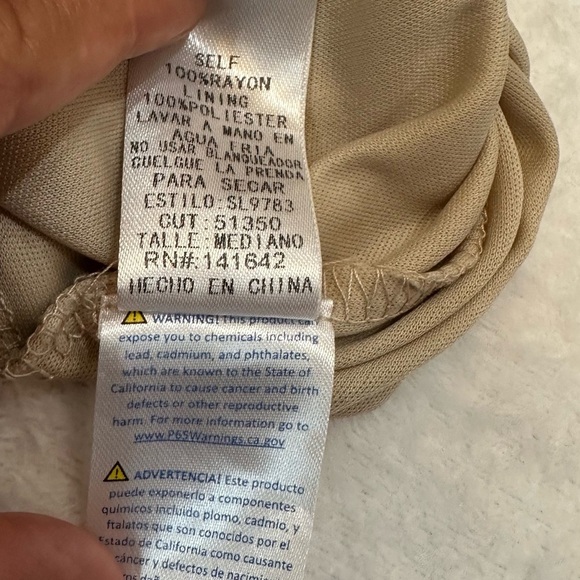 SELF
100%RAYON
LINING
100%POLIESTER
LAVAR A MANO EN
AGUA FRIA
NO USAR BLANQUEADOR
CUELGUE LA PRENDA
PARA SECAR
ESTILO:SL9783
CUT:51350
TALLE:MEDIANO
RN#:141642
HECHO EN CHINA
WARNING! This product can
expose you to chemicals including
lead, cadmium, and phthalates,
which are known to the State of
California to cause cancer and birth
defects or other reproductive
harm. For more information go to
www.P65Warnings.ca.gov
ADVERTENCIA! Este producto
puede exponerlo a componentes
químicos incluido plomo, cadmio, y
ftalatos que son conocidos por el
Estado de California como causante
cáncer y defectos de nacimi